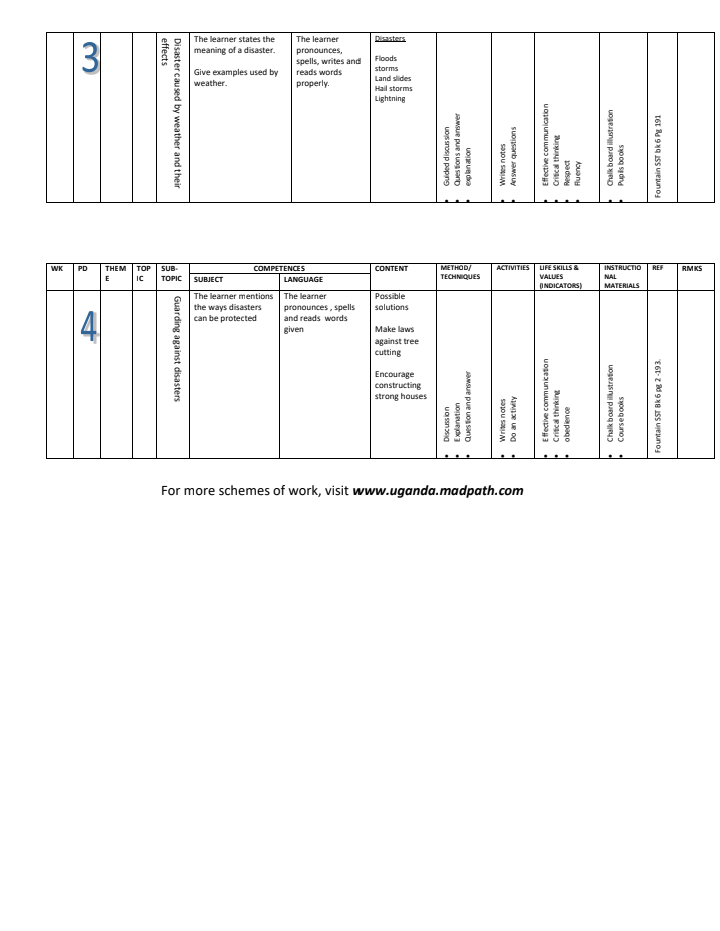 3
Disaster caused by weather and their
effects
The learner states the
meaning of a disaster.
Give examples used by
weather.
The learner
pronounces,
spells, writes and
reads words
properly.
Disasters
Floods
storms
Land slides
Hail storms
Lightning
• Guided discussion
• Questions and answer
• explanation
• Writes notes
• Answer questions
• Effective communication
• Critical thinking
• Respect
• Fluency
• Chalk board illustration
• Pupils books
Fountain SST bk 6 Pg 191
WK
PD
THEM
E
TOP
IC
SUB-
TOPIC
COMPETENCES
SUBJECT
LANGUAGE
CONTENT
METHOD/
TECHNIQUES
ACTIVITIES
LIFE SKILLS &
VALUES
(INDICATORS)
INSTRUCTIO
NAL
MATERIALS
REF
RMKS
4
Guarding against disasters
The learner mentions
the ways disasters
can be protected
The learner
pronounces , spells
and reads words
given
Possible
solutions
Make laws
against tree
cutting
Encourage
constructing
strong houses
• Discussion
• Explanation
• Question and answer
• Writes notes
• Do an activity
• Effective communication
• Critical thinking
• obedience
• Chalk board illustration
• Course books
Fountain SST Bk 6 pg 2 -193.
For more schemes of work, visit www.uganda.madpath.com